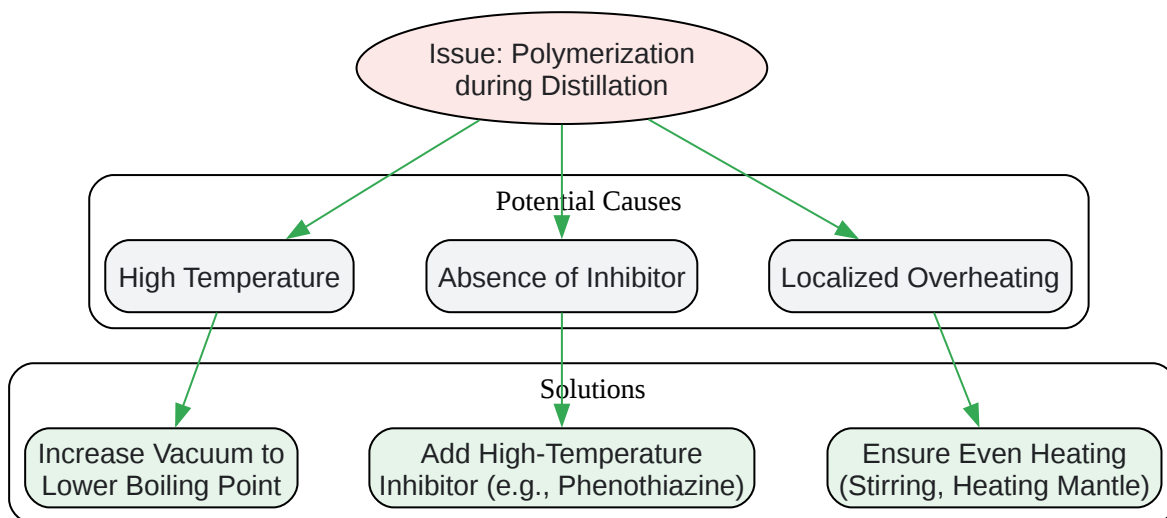 Issue: Polymerization
during Distillation
Potential Causes
High Temperature
Absence of Inhibitor
Localized Overheating
Solutions
Increase Vacuum to
Lower Boiling Point
Add High-Temperature
Inhibitor (e.g., Phenothiazine)
Ensure Even Heating
(Stirring, Heating Mantle)